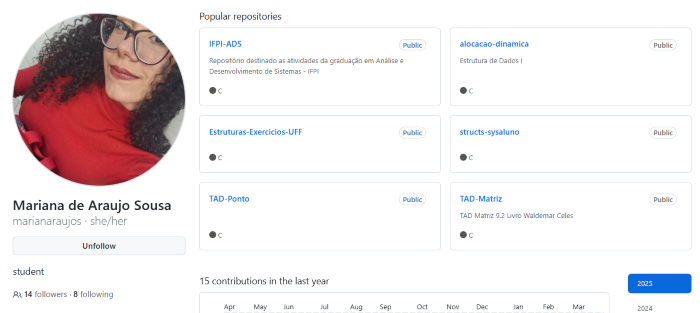 Popular repositories
IFPI-ADS
Public
Repositório destinado as atividades da graduação em Análise e
Desenvolvimento de Sistemas - IFPI
C
alocacao-dinamica
Public
Estrutura de Dados I
C
Estruturas-Exercicios-UFF
Public
C
structs-sysaluno
Public
C
TAD-Ponto
Public
C
TAD-Matriz
Public
TAD Matriz 9.2 Livro Waldemar Celes
C
Mariana de Araujo Sousa
marianaraujos · she/her
Unfollow
student
14 followers · 8 following
15 contributions in the last year
2025
2024
Apr May Jun Jul Aug Sep Oct Nov Dec Jan Feb Mar